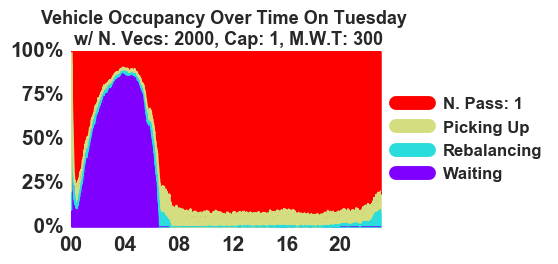 Vehicle Occupancy Over Time On Tuesday
w/ N. Vecs: 2000, Cap: 1, M.W.T: 300
100%
75%
50%
25%
0%
00 04 08 12 16 20
N. Pass: 1
Picking Up
Rebalancing
Waiting